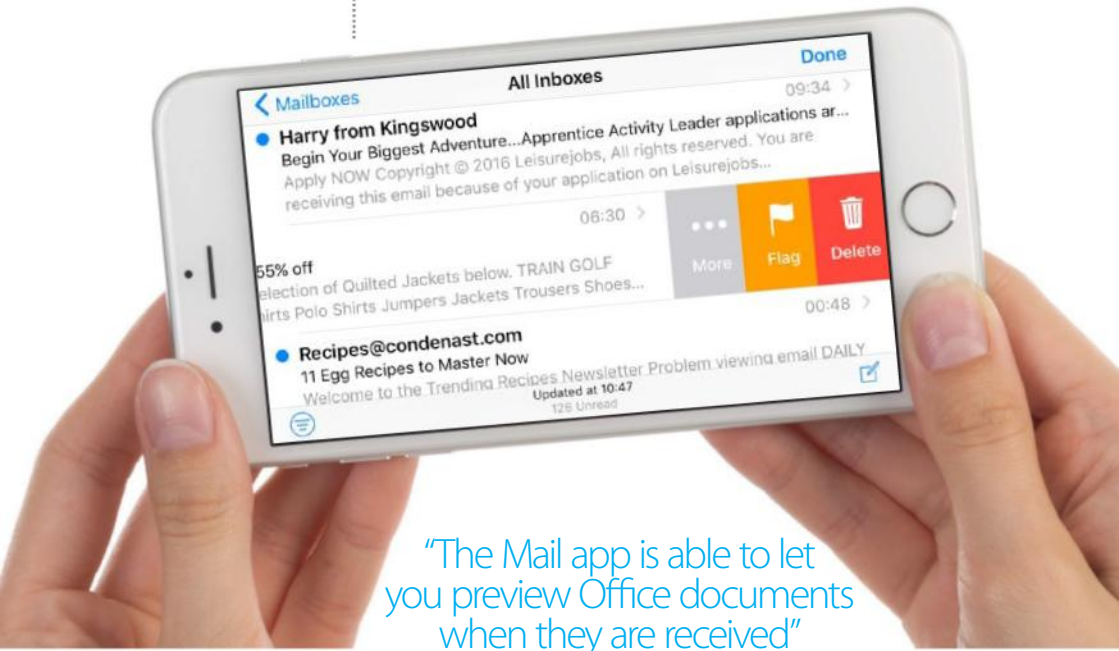 Mailboxes
All Inboxes
Done
Harry from Kingswood
09:34
Begin Your Biggest Adventure...Apprentice Activity Leader applications ar...
Apply NOW Copyright © 2016 Leisurejobs, All rights reserved. You are
receiving this email because of your application on Leisurejobs...
06:30
55% off
election of Quilted Jackets below. TRAIN GOLF
irts Polo Shirts Jumpers Jackets Trousers Shoes...
More
Flag
Delete
Recipes@condenast.com
00:48
11 Egg Recipes to Master Now
Welcome to the Trending Recipes Newsletter Problem viewing email DAILY
Updated at 10:47
126 Unread
"The Mail app is able to let
you preview Office documents
when they are received"